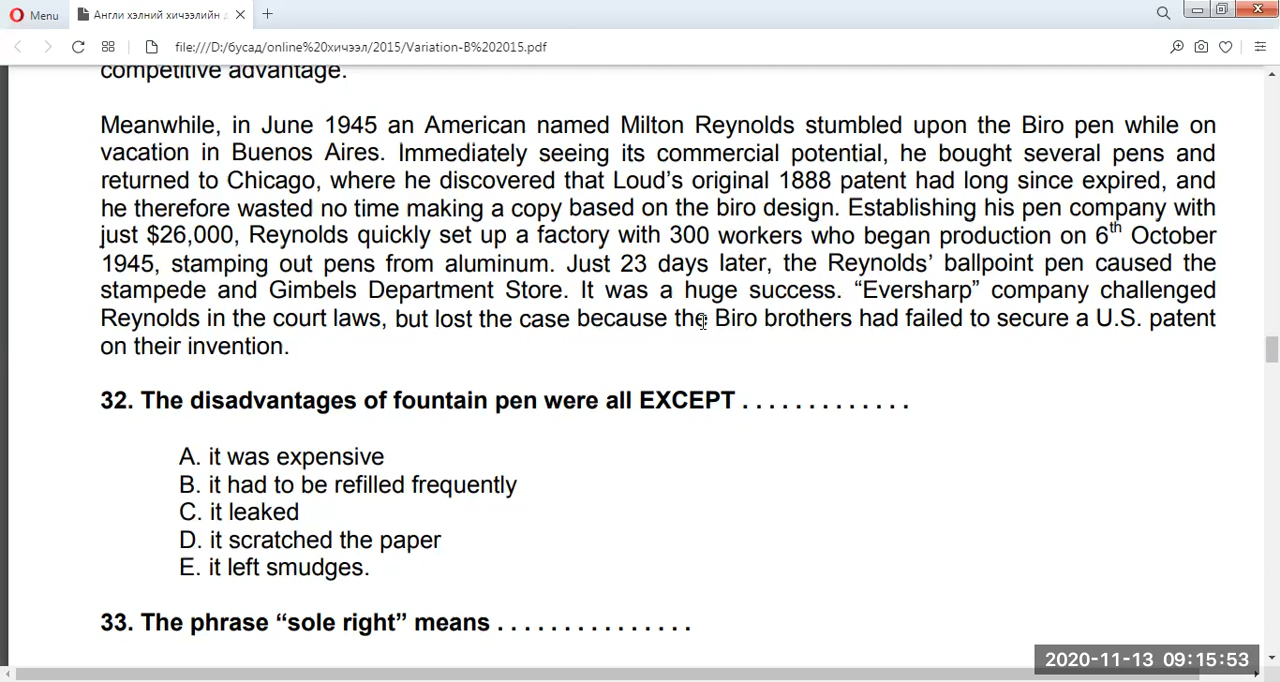 Menu
Англи хэлний хичээлийн
file:///D:/бусад/online%20хичээл/2015/Variation-B%202015.pdf
competitive advantage.
Meanwhile, in June 1945 an American named Milton Reynolds stumbled upon the Biro pen while on
vacation in Buenos Aires. Immediately seeing its commercial potential, he bought several pens and
returned to Chicago, where he discovered that Loud’s original 1888 patent had long since expired, and
he therefore wasted no time making a copy based on the biro design. Establishing his pen company with
just $26,000, Reynolds quickly set up a factory with 300 workers who began production on 6th October
1945, stamping out pens from aluminum. Just 23 days later, the Reynolds’ ballpoint pen caused the
stampede and Gimbels Department Store. It was a huge success. “Eversharp” company challenged
Reynolds in the court laws, but lost the case because the Biro brothers had failed to secure a U.S. patent
on their invention.
32. The disadvantages of fountain pen were all EXCEPT . . . . . . . . . . . . .
A. it was expensive
B. it had to be refilled frequently
C. it leaked
D. it scratched the paper
E. it left smudges.
33. The phrase “sole right” means . . . . . . . . . . . . . . .
2020-11-13 09:15:53